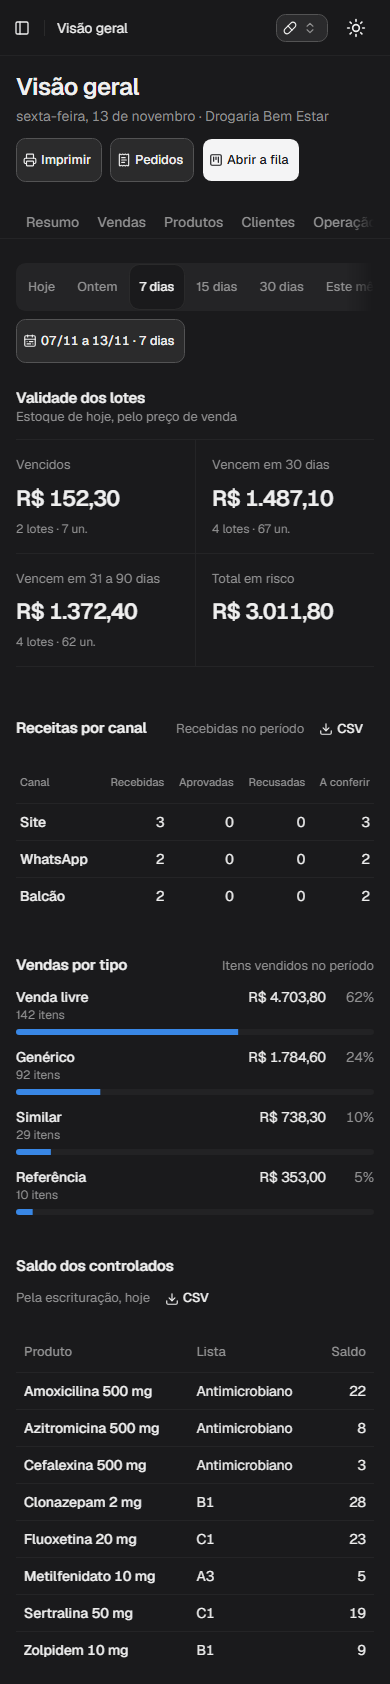 Visão geral
Visão geral
sexta-feira, 13 de novembro · Drogaria Bem Estar
Imprimir Pedidos Abrir a fila
Resumo Vendas Produtos Clientes Operação
Hoje Ontem 7 dias 15 dias 30 dias Este mê
07/11 a 13/11 · 7 dias
Validade dos lotes
Estoque de hoje, pelo preço de venda
Vencidos Vencem em 30 dias
R$ 152,30 R$ 1.487,10
2 lotes · 7 un. 4 lotes · 67 un.
Vencem em 31 a 90 dias Total em risco
R$ 1.372,40 R$ 3.011,80
4 lotes · 62 un.
Receitas por canal Recebidas no período CSV
Canal Recebidas Aprovadas Recusadas A conferir
Site 3 0 0 3
WhatsApp 2 0 0 2
Balcão 2 0 0 2
Vendas por tipo Itens vendidos no período
Venda livre R$ 4.703,80 62%
142 itens
Genérico R$ 1.784,60 24%
92 itens
Similar R$ 738,30 10%
29 itens
Referência R$ 353,00 5%
10 itens
Saldo dos controlados
Pela escrituração, hoje CSV
Produto Lista Saldo
Amoxicilina 500 mg Antimicrobiano 22
Azitromicina 500 mg Antimicrobiano 8
Cefalexina 500 mg Antimicrobiano 3
Clonazepam 2 mg B1 28
Fluoxetina 20 mg C1 23
Metilfenidato 10 mg A3 5
Sertralina 50 mg C1 19
Zolpidem 10 mg B1 9